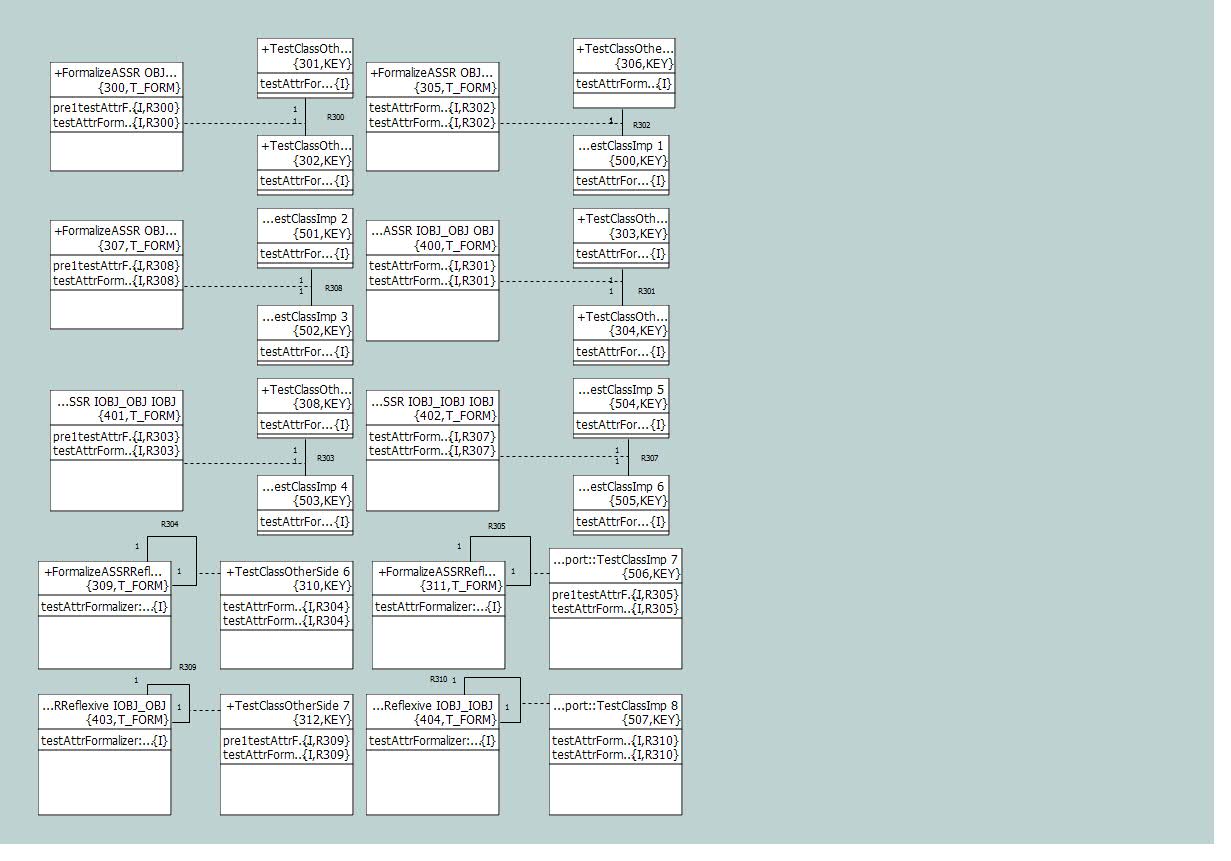 +FormalizeASSR OBJ...
{300,T_FORM}
pre1testAttrF..{I,R300}
testAttrForm..{I,R300}
+TestClassOth...
{301,KEY}
testAttrFor...{I}
1
1
R300
+TestClassOth...
{302,KEY}
testAttrFor...{I}
+FormalizeASSR OBJ...
{305,T_FORM}
testAttrForm..{I,R302}
testAttrForm..{I,R302}
+TestClassOthe...
{306,KEY}
testAttrForm...{I}
1
R302
...estClassImp 1
{500,KEY}
testAttrFor...{I}
+FormalizeASSR OBJ...
{307,T_FORM}
pre1testAttrF..{I,R308}
testAttrForm..{I,R308}
...estClassImp 2
{501,KEY}
testAttrFor...{I}
1
1
R308
...estClassImp 3
{502,KEY}
testAttrFor...{I}
...ASSR IOBJ_OBJ OBJ
{400,T_FORM}
testAttrForm..{I,R301}
testAttrForm..{I,R301}
+TestClassOth...
{303,KEY}
testAttrFor...{I}
1
1
R301
+TestClassOth...
{304,KEY}
testAttrFor...{I}
...SSR IOBJ_OBJ IOBJ
{401,T_FORM}
pre1testAttrF..{I,R303}
testAttrForm..{I,R303}
+TestClassOth...
{308,KEY}
testAttrFor...{I}
1
1
R303
...estClassImp 4
{503,KEY}
testAttrFor...{I}
...SSR IOBJ_IOBJ IOBJ
{402,T_FORM}
testAttrForm..{I,R307}
testAttrForm..{I,R307}
...estClassImp 5
{504,KEY}
testAttrFor...{I}
1
1
R307
...estClassImp 6
{505,KEY}
testAttrFor...{I}
R304
1
1
+FormalizeASSRRefl...
{309,T_FORM}
testAttrFormalizer:...{I}
+TestClassOtherSide 6
{310,KEY}
testAttrForm..{I,R304}
testAttrForm..{I,R304}
R305
1
1
+FormalizeASSRRefl...
{311,T_FORM}
testAttrFormalizer:...{I}
...port::TestClassImp 7
{506,KEY}
pre1testAttrF..{I,R305}
testAttrForm..{I,R305}
R309
1
1
...RReflexive IOBJ_OBJ
{403,T_FORM}
testAttrFormalizer:...{I}
+TestClassOtherSide 7
{312,KEY}
pre1testAttrF..{I,R309}
testAttrForm..{I,R309}
R310
1
1
...Reflexive IOBJ_IOBJ
{404,T_FORM}
testAttrFormalizer:...{I}
...port::TestClassImp 8
{507,KEY}
testAttrForm..{I,R310}
testAttrForm..{I,R310}